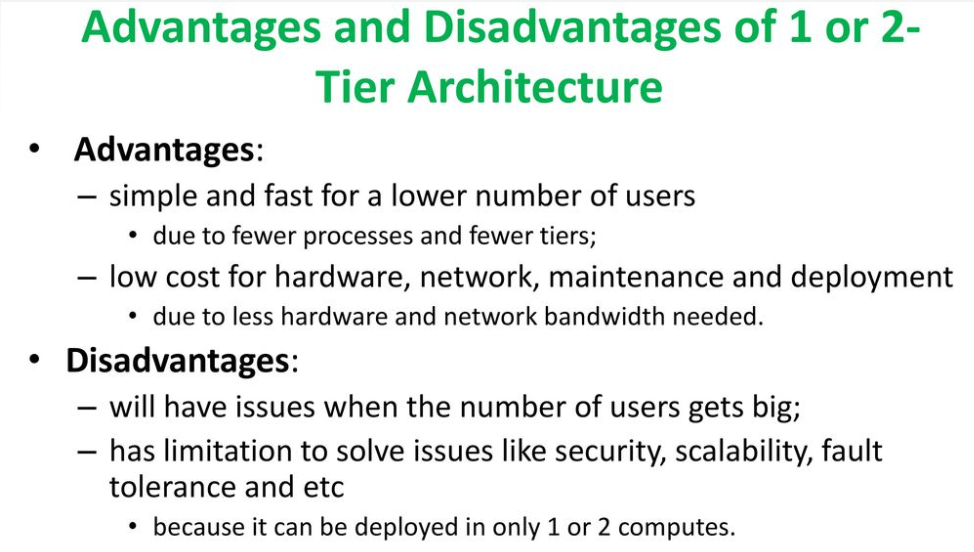 Advantages and Disadvantages of 1 or 2-
Tier Architecture
• Advantages:
– simple and fast for a lower number of users
• due to fewer processes and fewer tiers;
– low cost for hardware, network, maintenance and deployment
• due to less hardware and network bandwidth needed.
• Disadvantages:
– will have issues when the number of users gets big;
– has limitation to solve issues like security, scalability, fault
tolerance and etc
• because it can be deployed in only 1 or 2 computes.